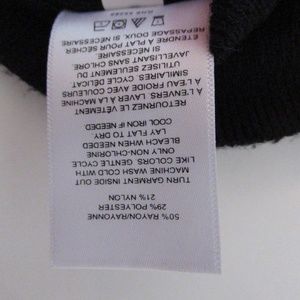 50% RAYON/RAYONNE
29% POLYESTER
21% NYLON
TURN GARMENT INSIDE OUT
MACHINE WASH COLD WITH
LIKE COLORS, GENTLE CYCLE
ONLY NON-CHLORINE
BLEACH WHEN NEEDED
LAY FLAT TO DRY
COOL IRON IF NEEDED
RETOURNEZ LE VÊTEMENT
À L'ENVERS. LAVER À LA MACHINE
À L'EAU FROIDE AVEC COULEURS
SIMILAIRES, CYCLE DÉLICAT
UTILISEZ SEULEMENT DU
JAVELLISANT SANS CHLORE
SI NÉCESSAIRE
ÉTENDRE À PLAT POUR SÉCHER
REPASSAGE DOUX, SI NÉCESSAIRE